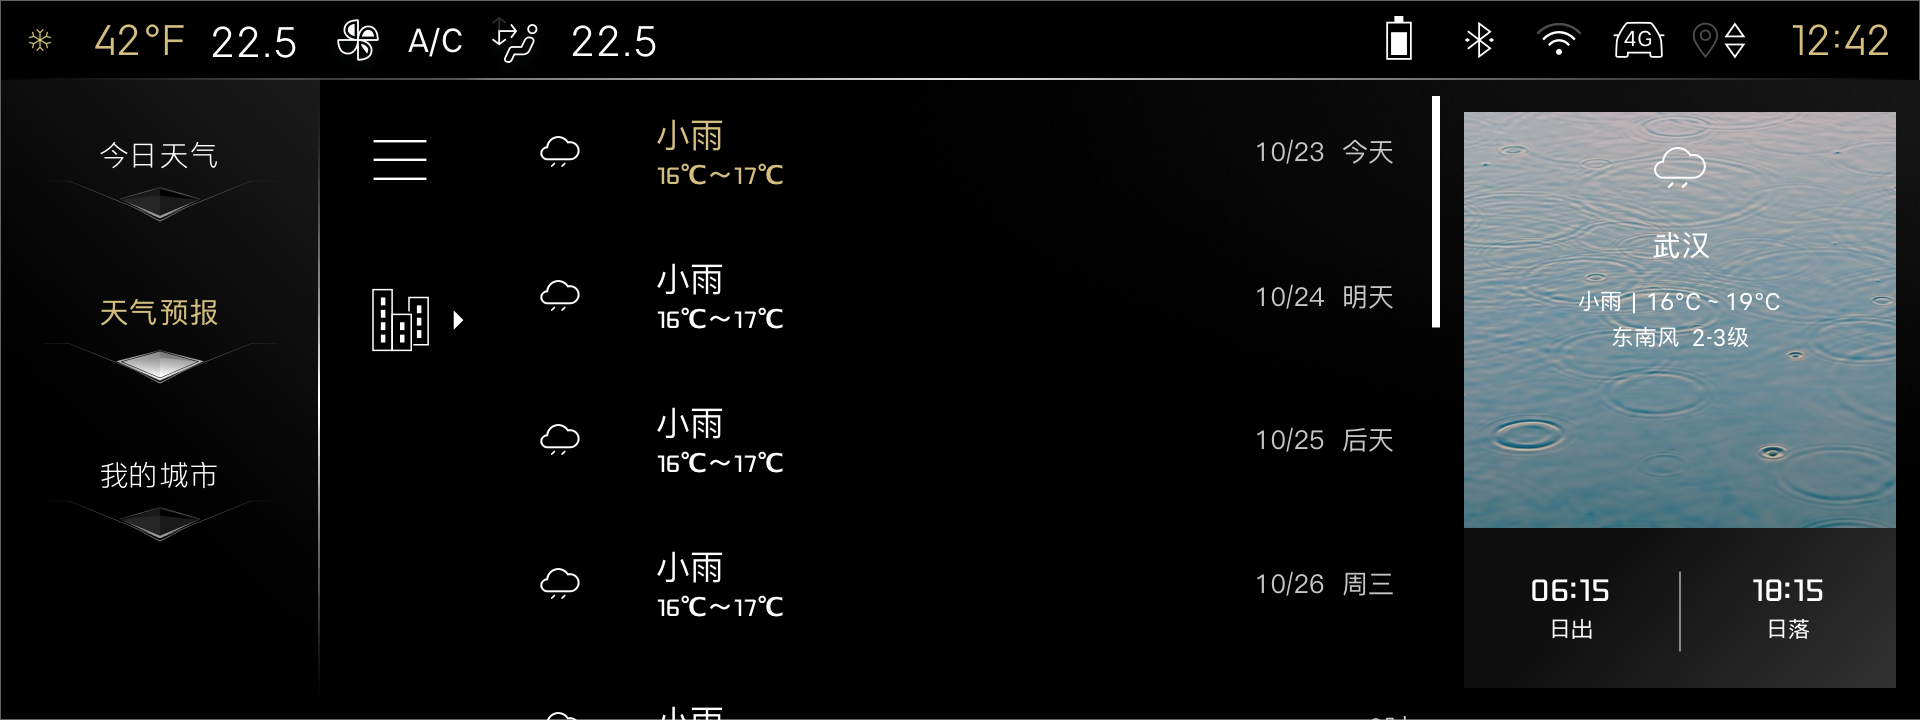 42°F 22.5 A/C 22.5 4G 12:42
今日天气
天气预报
我的城市
小雨
16℃～17℃
10/23 今天
小雨
16℃～17℃
10/24 明天
小雨
16℃～17℃
10/25 后天
小雨
16℃～17℃
10/26 周三
小雨
武汉
小雨 | 16°C ~ 19°C
东南风 2-3级
06:15
日出
18:15
日落